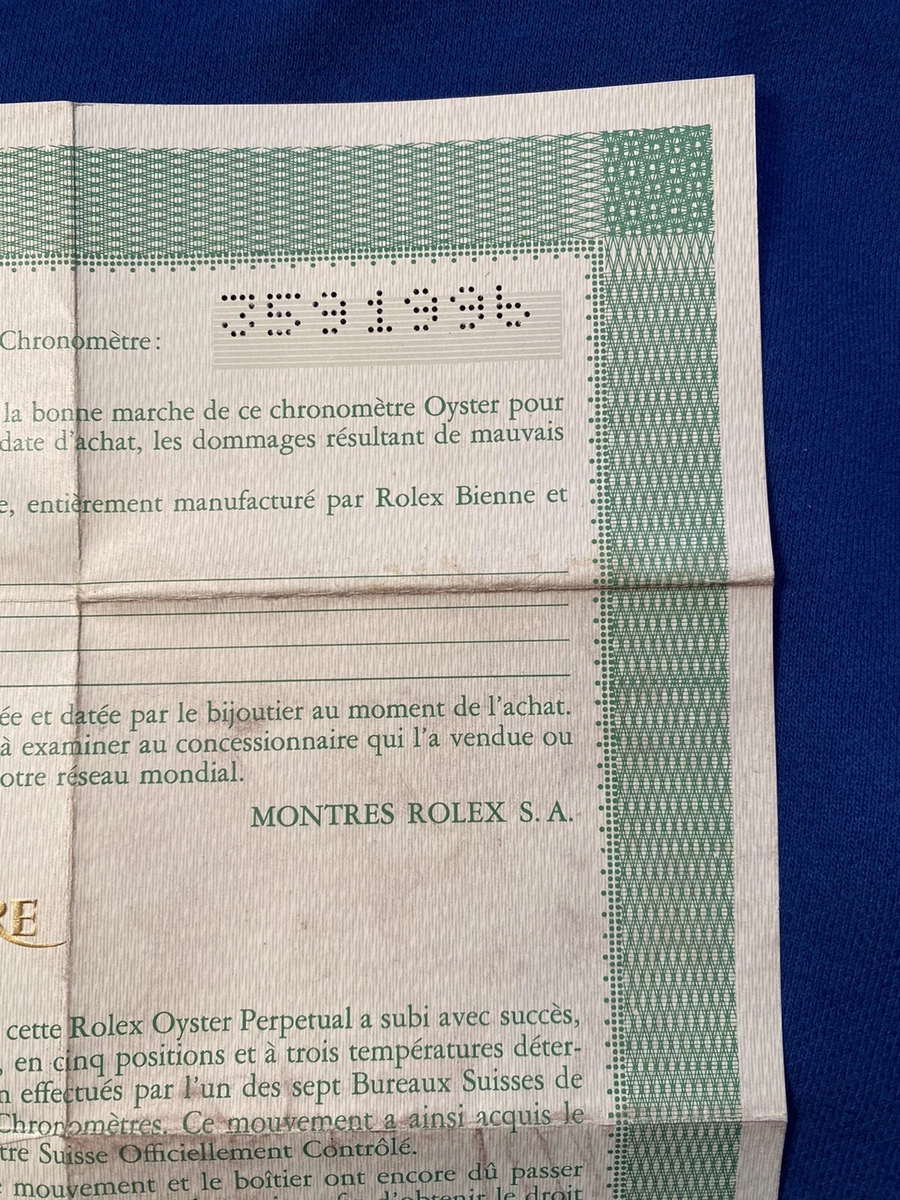 Chronomètre: 3591996
la bonne marche de ce chronomètre Oyster pour
date d'achat, les dommages résultant de mauvais
e, entièrement manufacturé par Rolex Bienne et
ée et datée par le bijoutier au moment de l'achat.
à examiner au concessionnaire qui l'a vendue ou
otre réseau mondial.
MONTRES ROLEX S. A.
RE
cette Rolex Oyster Perpetual a subi avec succès,
, en cinq positions et à trois températures déter-
n effectués par l'un des sept Bureaux Suisses de
Chronomètres. Ce mouvement a ainsi acquis le
tre Suisse Officiellement Contrôlé.
mouvement et le boîtier ont encore dû passer
d'obtenir le droit